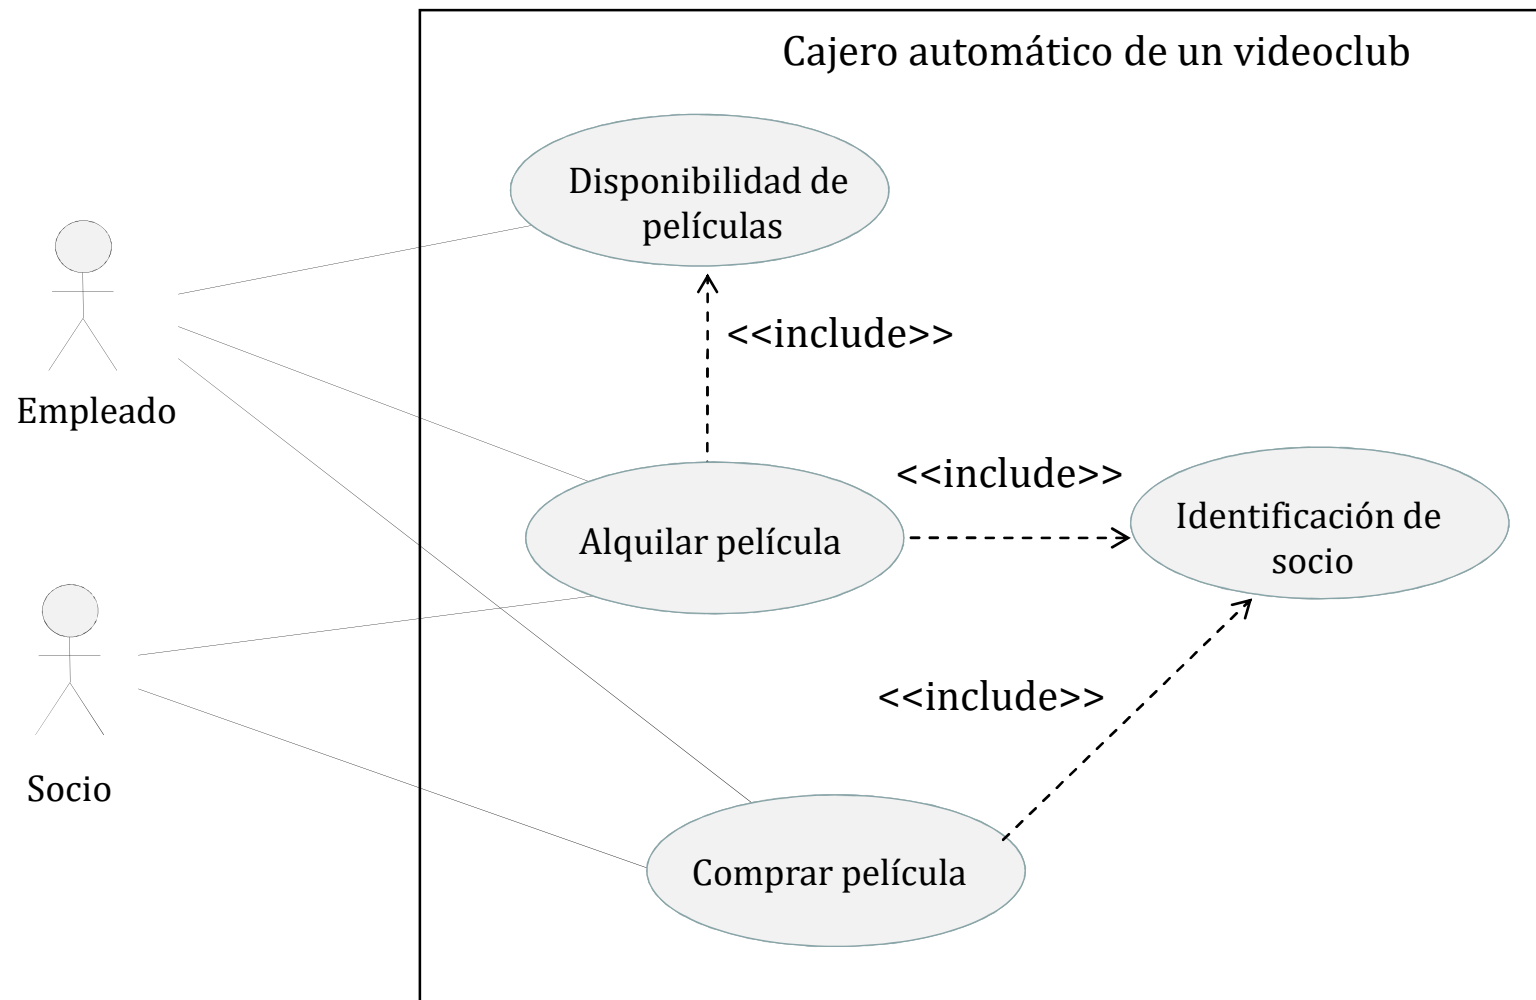 Cajero automático de un videoclub
Disponibilidad de
películas
<<include>>
Empleado
<<include>>
Alquilar película
Identificación de
socio
<<include>>
Socio
Comprar película